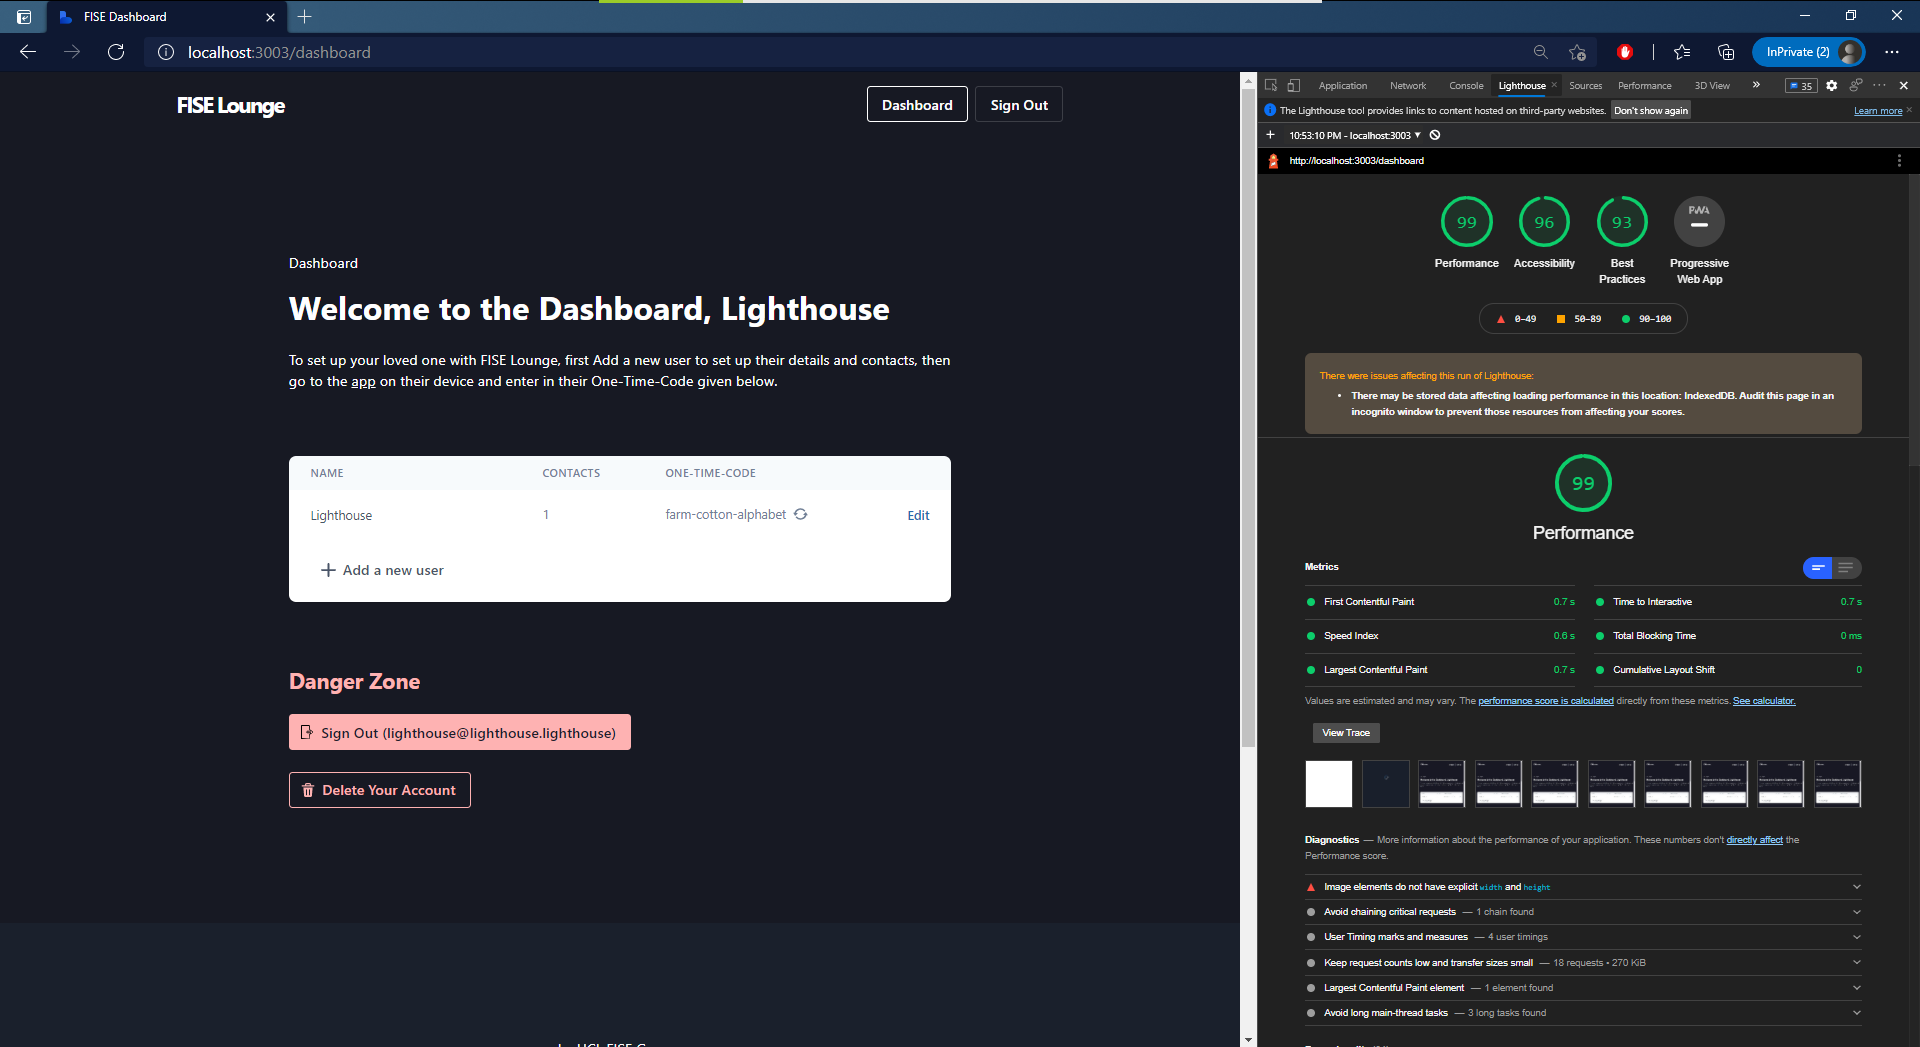 FISE Dashboard
localhost:3003/dashboard
InPrivate (2)
FISE Lounge
Dashboard
Sign Out
Dashboard
Welcome to the Dashboard, Lighthouse
To set up your loved one with FISE Lounge, first Add a new user to set up their details and contacts, then
go to the app on their device and enter in their One-Time-Code given below.
NAME CONTACTS ONE-TIME-CODE
Lighthouse 1 farm-cotton-alphabet Edit
Add a new user
Danger Zone
Sign Out (lighthouse@lighthouse.lighthouse)
Delete Your Account
Application Network Console Lighthouse Sources Performance 3D View 35
The Lighthouse tool provides links to content hosted on third-party websites. Don't show again Learn more
10:53:10 PM - localhost:3003
http://localhost:3003/dashboard
99 96 93 PWA
Performance Accessibility Best Practices Progressive Web App
0–49 50–89 90–100
There were issues affecting this run of Lighthouse:
• There may be stored data affecting loading performance in this location: IndexedDB. Audit this page in an
incognito window to prevent those resources from affecting your scores.
99
Performance
Metrics
First Contentful Paint 0.7 s
Time to Interactive 0.7 s
Speed Index 0.6 s
Total Blocking Time 0 ms
Largest Contentful Paint 0.7 s
Cumulative Layout Shift 0
Values are estimated and may vary. The performance score is calculated directly from these metrics. See calculator.
View Trace
Diagnostics — More information about the performance of your application. These numbers don't directly affect the
Performance score.
Image elements do not have explicit width and height
Avoid chaining critical requests — 1 chain found
User Timing marks and measures — 4 user timings
Keep request counts low and transfer sizes small — 18 requests • 270 KiB
Largest Contentful Paint element — 1 element found
Avoid long main-thread tasks — 3 long tasks found